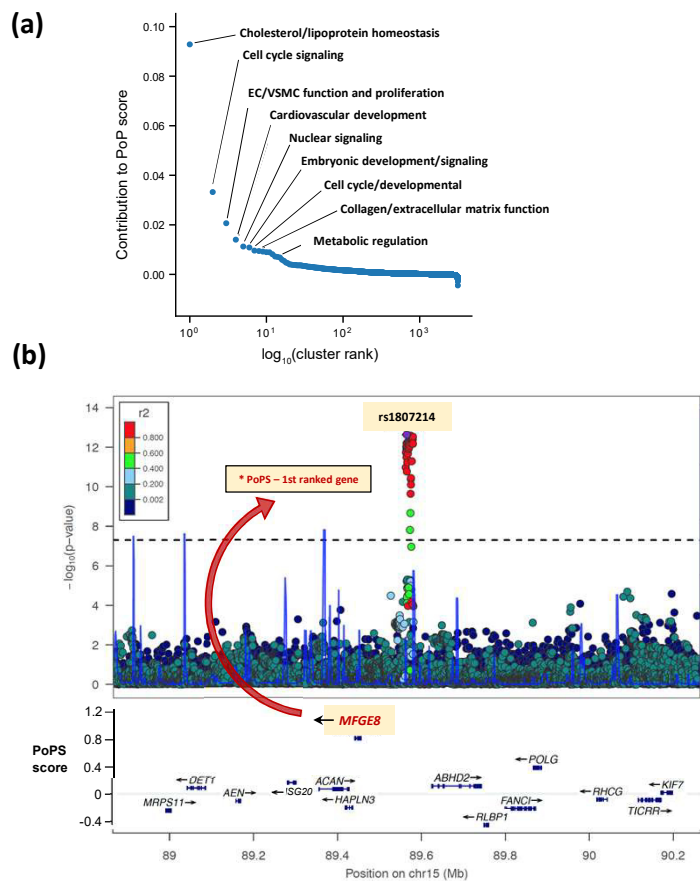 (a)
Contribution to PoP score
0.10
0.08
0.06
0.04
0.02
0.00
Cholesterol/lipoprotein homeostasis
Cell cycle signaling
EC/VSMC function and proliferation
Cardiovascular development
Nuclear signaling
Embryonic development/signaling
Cell cycle/developmental
Collagen/extracellular matrix function
Metabolic regulation
10⁰ 10¹ 10² 10³
log₁₀(cluster rank)
(b)
rs1807214
r2
0.800
0.600
0.400
0.200
0.002
* PoPS – 1st ranked gene
−log₁₀(p-value)
14
12
10
8
6
4
2
0
PoPS
score
1.2
0.8
0.4
0
-0.4
MFGE8
POLG
DET1
ACAN
ABHD2
KIF7
AEN
ISG20
RHCG
MRPS11
HAPLN3
FANCI
RLBP1
TICRR
89 89.2 89.4 89.6 89.8 90 90.2
Position on chr15 (Mb)